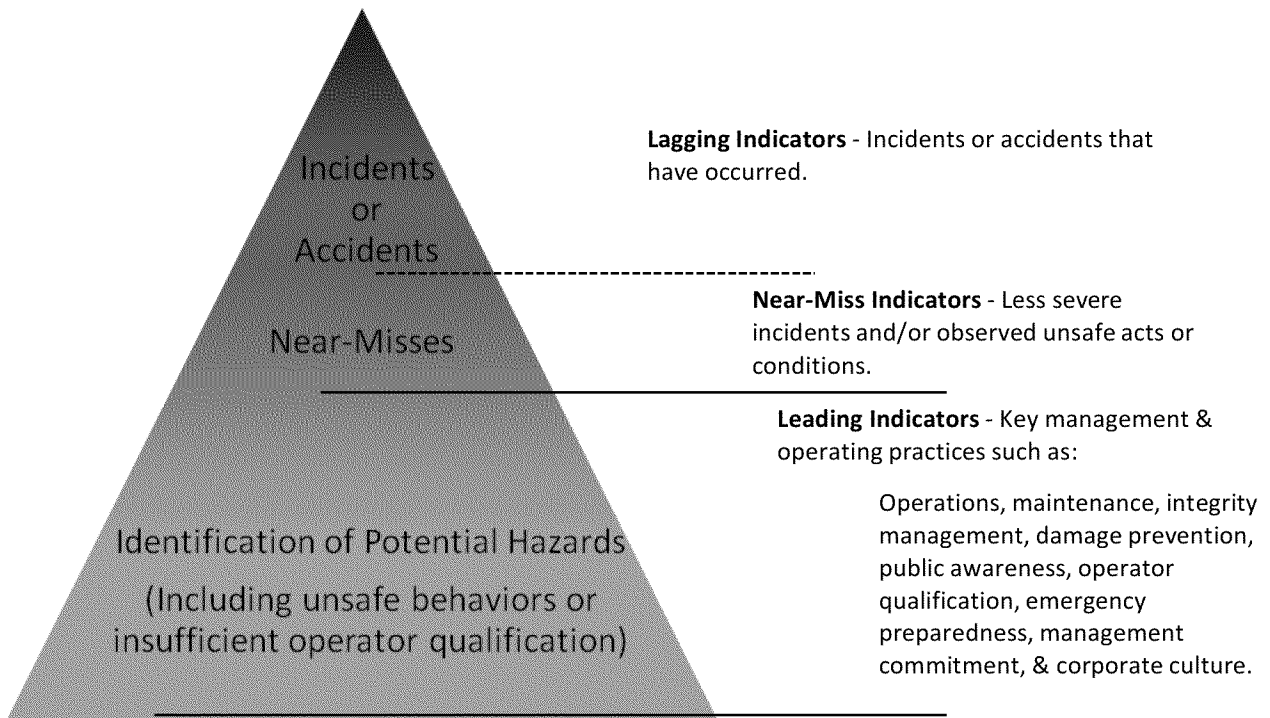 Incidents
or
Accidents
Near-Misses
Identification of Potential Hazards
(Including unsafe behaviors or
insufficient operator qualification)
Lagging Indicators - Incidents or accidents that
have occurred.
Near-Miss Indicators - Less severe
incidents and/or observed unsafe acts or
conditions.
Leading Indicators - Key management &
operating practices such as:
Operations, maintenance, integrity
management, damage prevention,
public awareness, operator
qualification, emergency
preparedness, management
commitment, & corporate culture.